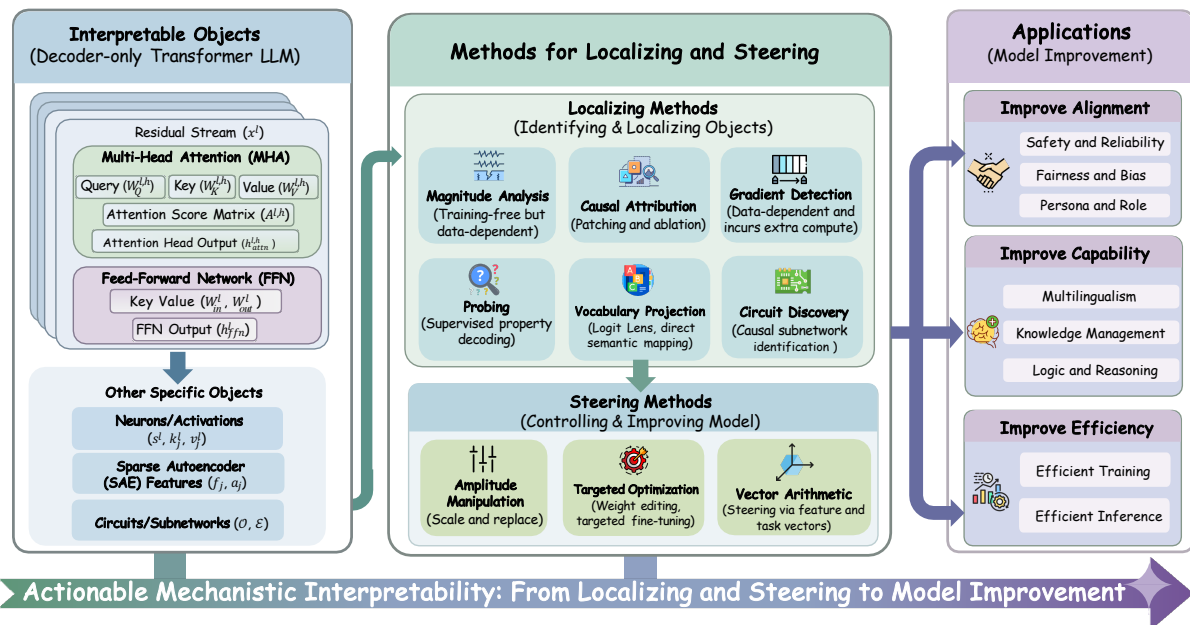 Interpretable Objects
(Decoder-only Transformer LLM)
Residual Stream (x^l)
Multi-Head Attention (MHA)
Query (W_Q^{l,h})
Key (W_K^{l,h})
Value (W_V^{l,h})
Attention Score Matrix (A^{l,h})
Attention Head Output (h_{attn}^{l,h})
Feed-Forward Network (FFN)
Key Value (W_{in}^l, W_{out}^l)
FFN Output (h_{ffn}^l)
Other Specific Objects
Neurons/Activations
(s^l, k_j^l, v_j^l)
Sparse Autoencoder
(SAE) Features (f_j, a_j)
Circuits/Subnetworks (𝒪, ℰ)
Methods for Localizing and Steering
Localizing Methods
(Identifying & Localizing Objects)
Magnitude Analysis
(Training-free but
data-dependent)
Causal Attribution
(Patching and ablation)
Gradient Detection
(Data-dependent and
incurs extra compute)
Probing
(Supervised property
decoding)
Vocabulary Projection
(Logit Lens, direct
semantic mapping)
Circuit Discovery
(Causal subnetwork
identification )
Steering Methods
(Controlling & Improving Model)
Amplitude
Manipulation
(Scale and replace)
Targeted Optimization
(Weight editing,
targeted fine-tuning)
Vector Arithmetic
(Steering via feature and
task vectors)
Applications
(Model Improvement)
Improve Alignment
Safety and Reliability
Fairness and Bias
Persona and Role
Improve Capability
Multilingualism
Knowledge Management
Logic and Reasoning
Improve Efficiency
Efficient Training
Efficient Inference
Actionable Mechanistic Interpretability: From Localizing and Steering to Model Improvement